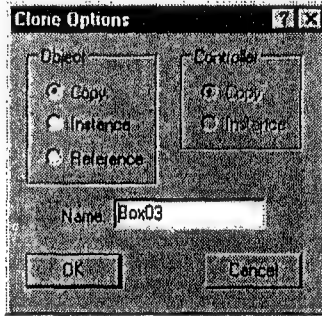 Clone Options
Object
Controller
Copy
Copy
Instance
Instance
Reference
Name: Box03
OK
Cancel